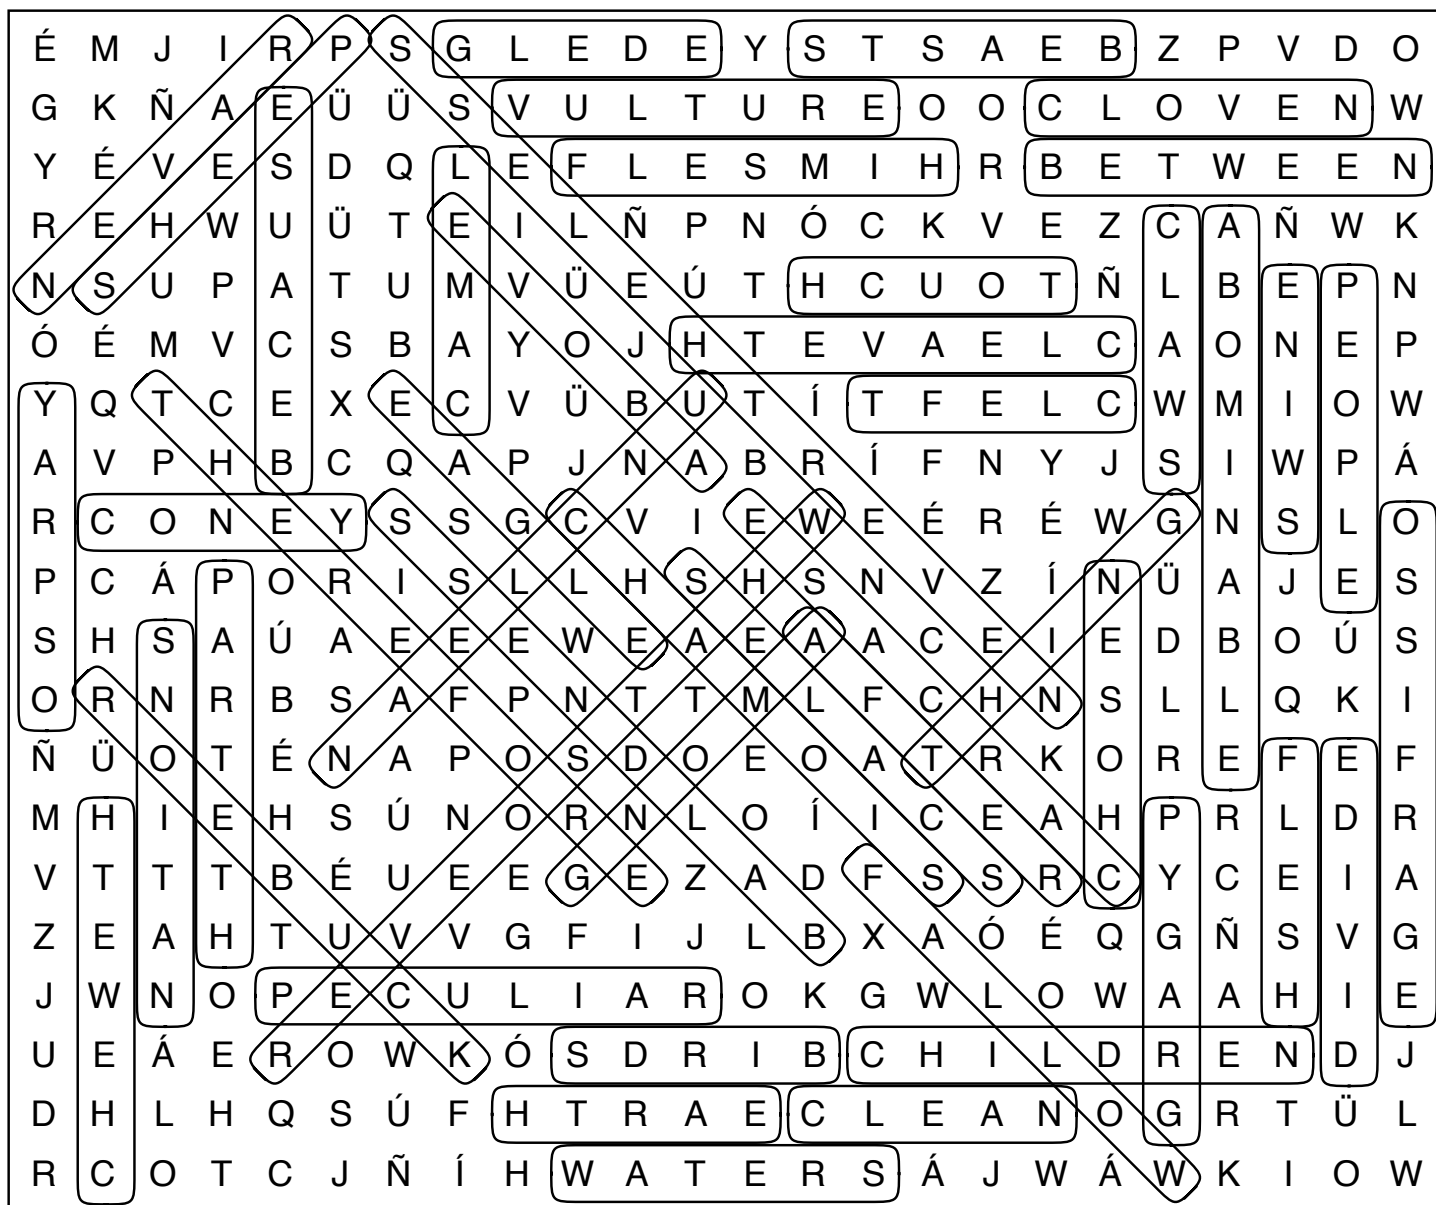 É M J I R P S G L E D E Y S T S A E B Z P V D O
G K Ñ A E Ü Ü S V U L T U R E O O C L O V E N W
Y É V E S D Q L E F L E S M I H R B E T W E E N
R E H W U Ü T E I L Ñ P N Ó C K V E Z C A Ñ W K
N S U P A T U M V Ü E Ú T H C U O T Ñ L B E P N
Ó É M V C S B A Y O J H T E V A E L C A O N E P
Y Q T C E X E C V Ü B U T Í T F E L C W M I O W
A V P H B C Q A P J N A B R Í F N Y J S I W P Á
R C O N E Y S S G C V I E W E É R É W G N S L O
P C Á P O R I S L L H S H S N V Z Í N Ü A J E S
S H S A Ú A E E E W E A E A A C E I E D B O Ú S
O R N R B S A F P N T T M L F C H N S L L Q K I
Ñ Ü O T É N A P O S D O E O A T R K O R E F E F
M H I E H S Ú N O R N L O Í I C E A H P R L D R
V T T T B É U E E G E Z A D F S S R C Y C E I A
Z E A H T U V V G F I J L B X A Ó É Q G Ñ S V G
J W N O P E C U L I A R O K G W L O W A A H I E
U E Á E R O W K Ó S D R I B C H I L D R E N D J
D H L H Q S Ú F H T R A E C L E A N O G R T Ü L
R C O T C J Ñ Í H W A T E R S Á J W Á W K I O W